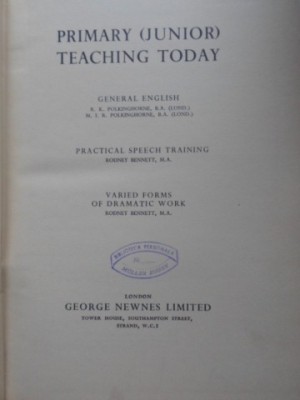 PRIMARY (JUNIOR)
TEACHING TODAY
GENERAL ENGLISH
A. K. POLKINGHORNE, B.A. (LOND.)
M. I. R. POLKINGHORNE, B.A. (LOND.)
PRACTICAL SPEECH TRAINING
RODNEY BENNETT, M.A.
VARIED FORMS
OF DRAMATIC WORK
RODNEY BENNETT, M.A.
LONDON
GEORGE NEWNES LIMITED
TOWER HOUSE, SOUTHAMPTON STREET,
STRAND, W.C.2